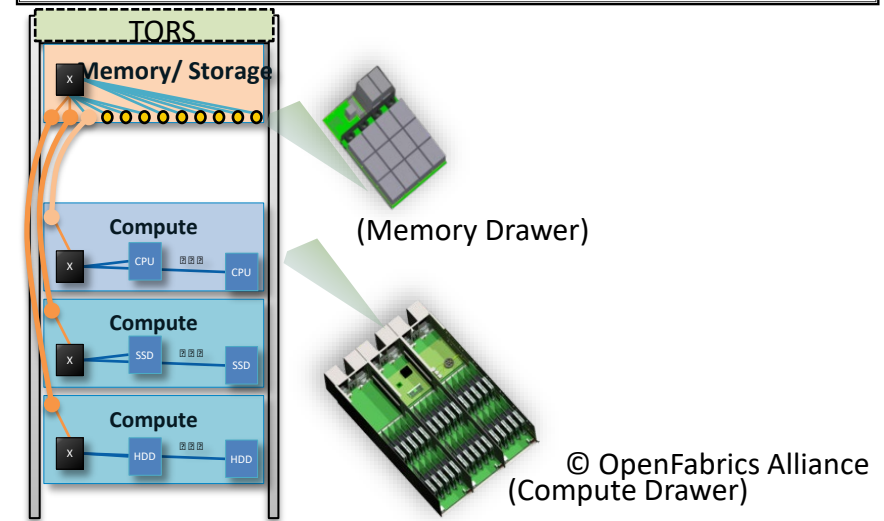 TORS
Memory/ Storage
X
(Memory Drawer)
Compute
X
CPU
CPU
Compute
X
SSD
SSD
Compute
X
HDD
HDD
© OpenFabrics Alliance
(Compute Drawer)